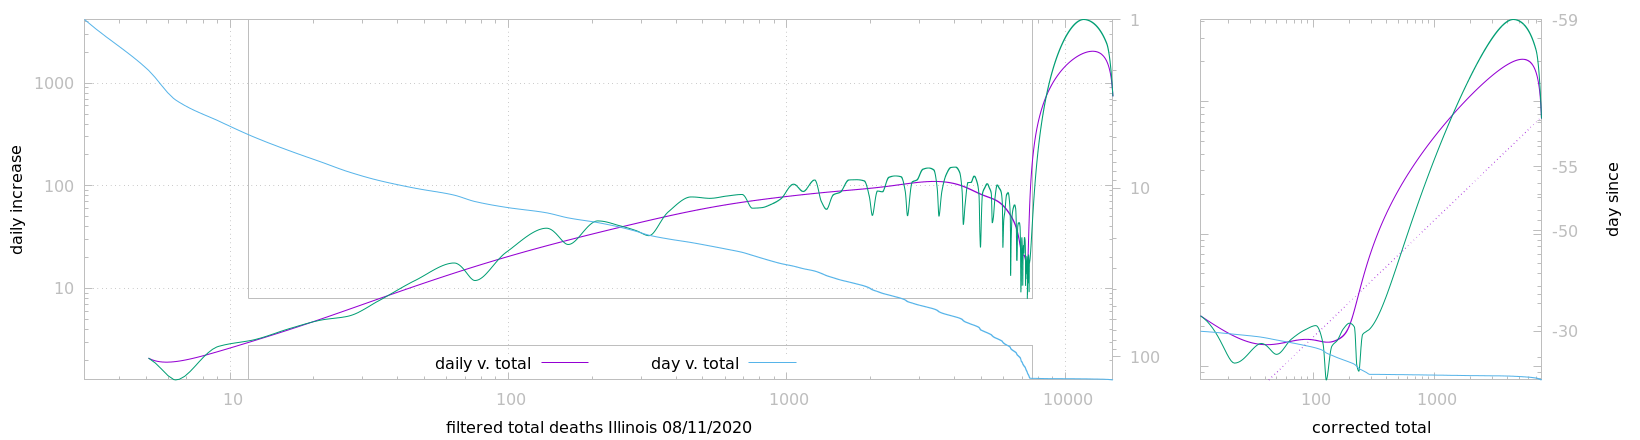 1
-59
1000
-55
100
10
-50
daily increase
day since
10
-30
daily v. total
day v. total
100
10
100
1000
10000
100
1000
filtered total deaths Illinois 08/11/2020
corrected total